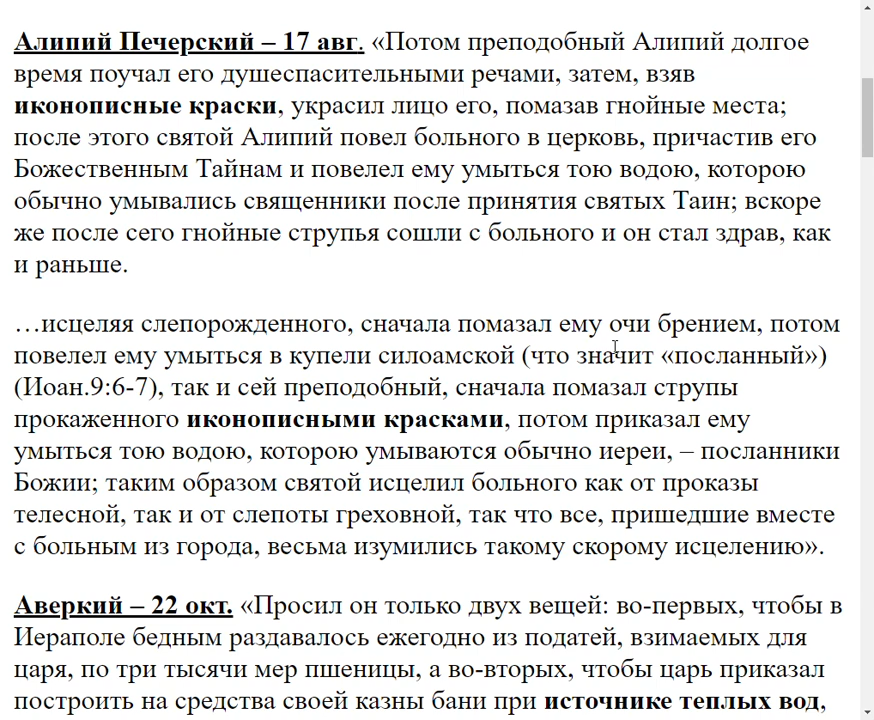 Алипий Печерский – 17 авг. «Потом преподобный Алипий долгое
время поучал его душеспасительными речами, затем, взяв
иконописные краски, украсил лицо его, помазав гнойные места;
после этого святой Алипий повел больного в церковь, причастив его
Божественным Тайнам и повелел ему умыться тою водою, которою
обычно умывались священники после принятия святых Таин; вскоре
же после сего гнойные струпья сошли с больного и он стал здрав, как
и раньше.
…исцеляя слепорожденного, сначала помазал ему очи брением, потом
повелел ему умыться в купели силоамской (что значит «посланный»)
(Иоан.9:6-7), так и сей преподобный, сначала помазал струпы
прокаженного иконописными красками, потом приказал ему
умыться тою водою, которою умываются обычно иереи, – посланники
Божии; таким образом святой исцелил больного как от проказы
телесной, так и от слепоты греховной, так что все, пришедшие вместе
с больным из города, весьма изумились такому скорому исцелению».
Аверкий – 22 окт. «Просил он только двух вещей: во-первых, чтобы в
Иераполе бедным раздавалось ежегодно из податей, взимаемых для
царя, по три тысячи мер пшеницы, а во-вторых, чтобы царь приказал
построить на средства своей казны бани при источнике теплых вод,